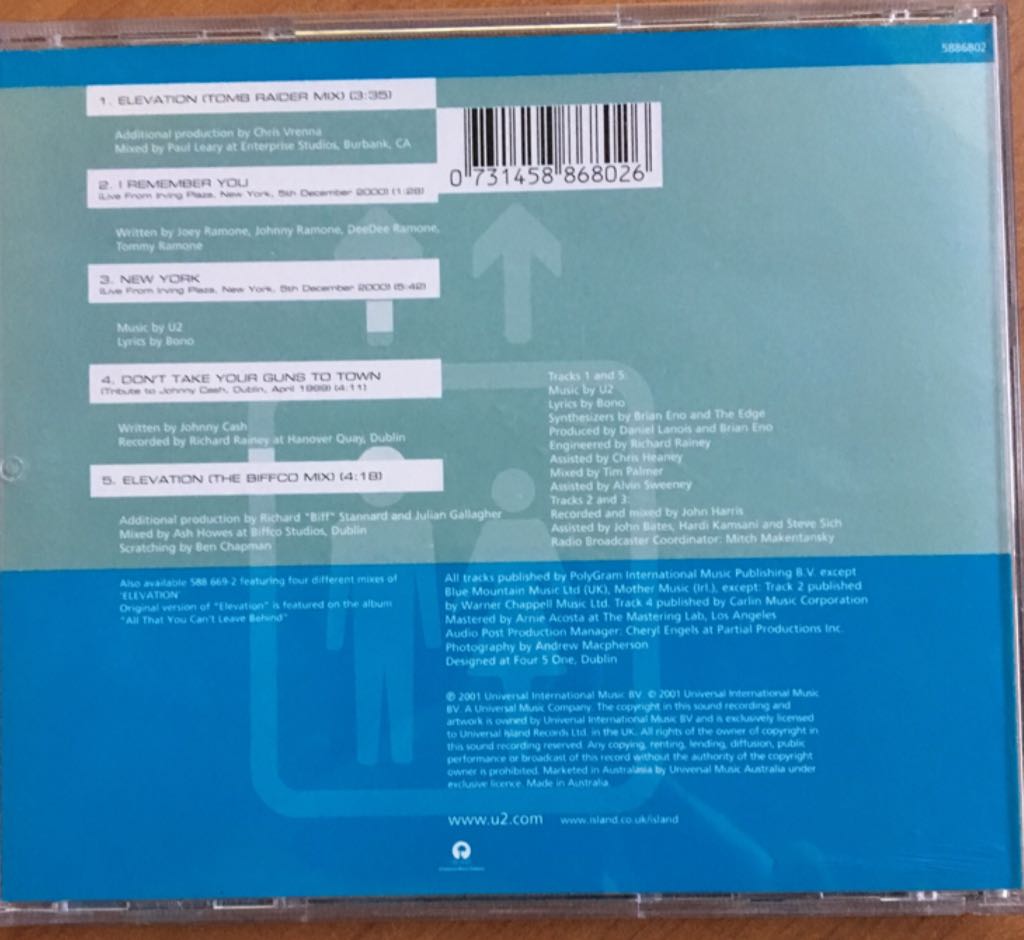 5886802
1. ELEVATION (TOMB RAIDER MIX) (3:35)
Additional production by Chris Vrenna
Mixed by Paul Leary at Enterprise Studios, Burbank, CA
0 731458 868026
2. I REMEMBER YOU
(Live From Irving Plaza, New York, 5th December 2000) (1:28)
Written by Joey Ramone, Johnny Ramone, DeeDee Ramone,
Tommy Ramone
3. NEW YORK
(Live From Irving Plaza, New York, 5th December 2000) (5:42)
Music by U2
Lyrics by Bono
4. DON'T TAKE YOUR GUNS TO TOWN
(Tribute to Johnny Cash, Dublin, April 1999) (4:11)
Written by Johnny Cash
Recorded by Richard Rainey at Hanover Quay, Dublin
5. ELEVATION (THE BIFFCO MIX) (4:18)
Additional production by Richard "Biff" Stannard and Julian Gallagher
Mixed by Ash Howes at Biffco Studios, Dublin
Scratching by Ben Chapman
Tracks 1 and 5:
Music by U2
Lyrics by Bono
Synthesizers by Brian Eno and The Edge
Produced by Daniel Lanois and Brian Eno
Engineered by Richard Rainey
Assisted by Chris Heaney
Mixed by Tim Palmer
Assisted by Alvin Sweeney
Tracks 2 and 3:
Recorded and mixed by John Harris
Assisted by John Bates, Hardi Kamsani and Steve Sich
Radio Broadcaster Coordinator: Mitch Makentansky
Also available 588 669-2 featuring four different mixes of
'ELEVATION'
Original version of "Elevation" is featured on the album
"All That You Can't Leave Behind"
All tracks published by PolyGram International Music Publishing B.V. except
Blue Mountain Music Ltd (UK), Mother Music (Irl.), except: Track 2 published
by Warner Chappell Music Ltd. Track 4 published by Carlin Music Corporation
Mastered by Arnie Acosta at The Mastering Lab, Los Angeles
Audio Post Production Manager: Cheryl Engels at Partial Productions Inc.
Photography by Andrew Macpherson
Designed at Four 5 One, Dublin
℗ 2001 Universal International Music BV. © 2001 Universal International Music
BV. A Universal Music Company. The copyright in this sound recording and
artwork is owned by Universal International Music BV and is exclusively licensed
to Universal Island Records Ltd. in the UK. All rights of the owner of copyright in
this sound recording reserved. Any copying, renting, lending, diffusion, public
performance or broadcast of this record without the authority of the copyright
owner is prohibited. Marketed in Australasia by Universal Music Australia under
exclusive licence. Made in Australia.
www.u2.com www.island.co.uk/island